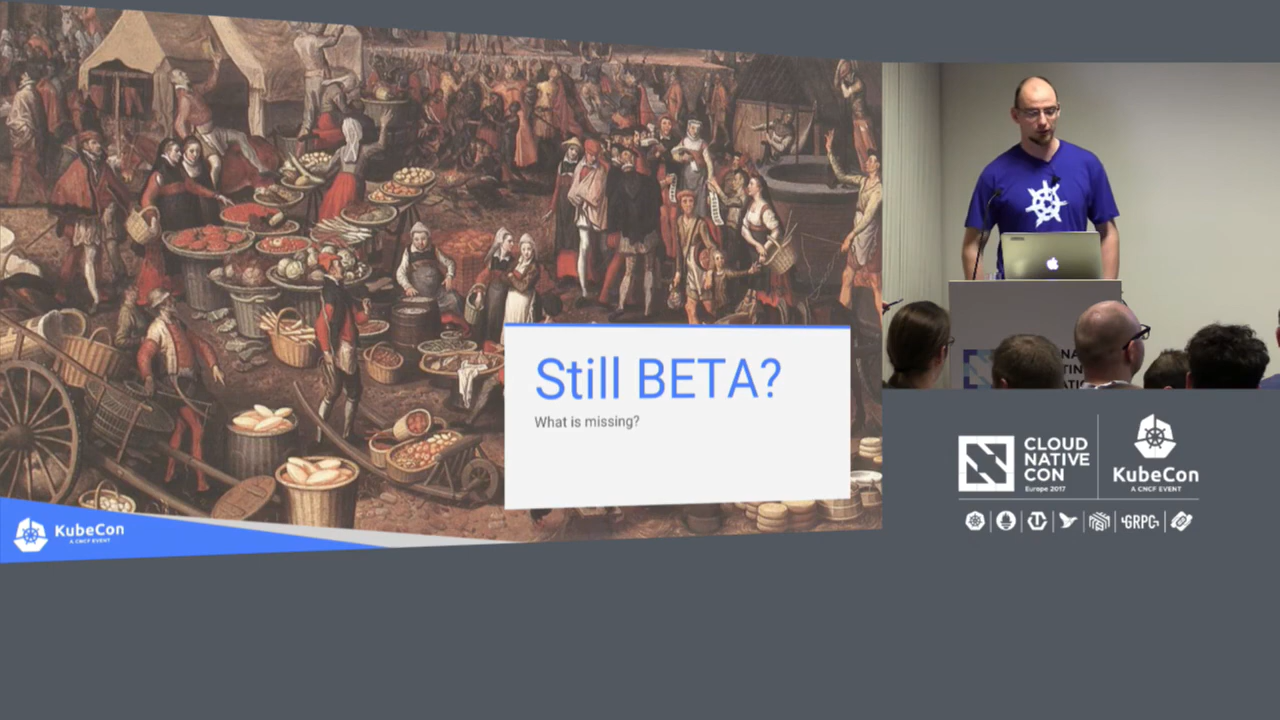 Still BETA?
What is missing?
KubeCon
A CNCF EVENT
CLOUD
NATIVE
CON
Europe 2017
KubeCon
A CNCF EVENT
GRPC